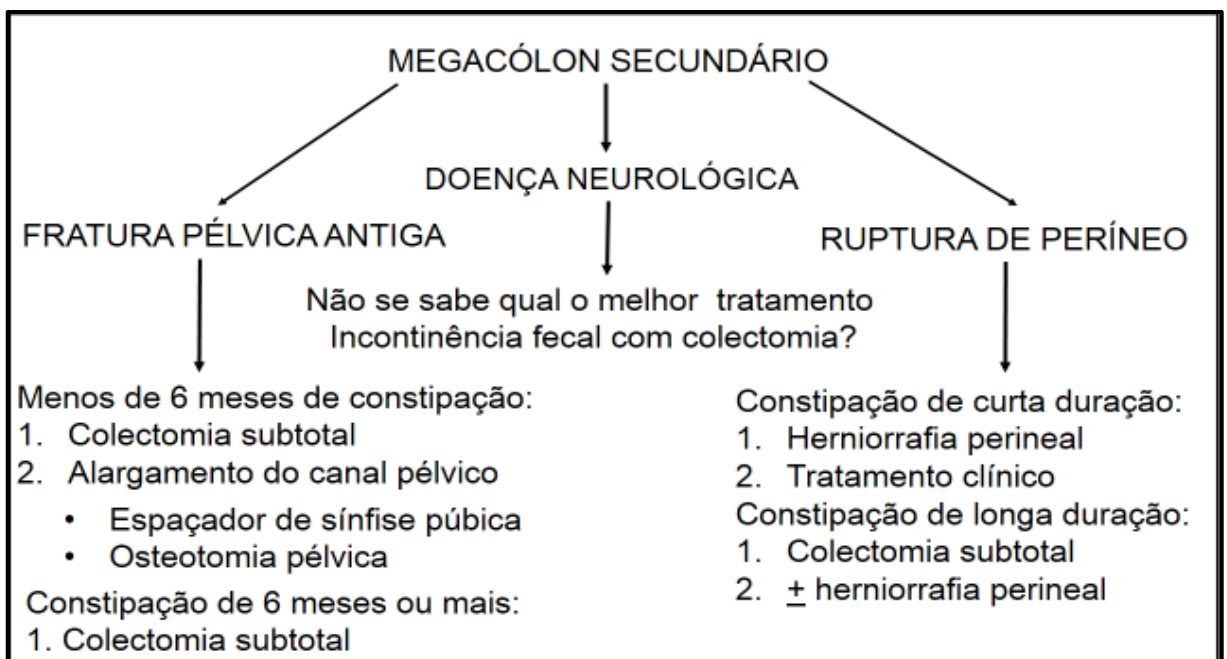 MEGACÓLON SECUNDÁRIO
DOENÇA NEUROLÓGICA
FRATURA PÉLVICA ANTIGA
RUPTURA DE PERÍNEO
Não se sabe qual o melhor tratamento
Incontinência fecal com colectomia?
Menos de 6 meses de constipação:
1. Colectomia subtotal
2. Alargamento do canal pélvico
• Espaçador de sínfise púbica
• Osteotomia pélvica
Constipação de 6 meses ou mais:
1. Colectomia subtotal
Constipação de curta duração:
1. Herniorrafia perineal
2. Tratamento clínico
Constipação de longa duração:
1. Colectomia subtotal
2. ± herniorrafia perineal